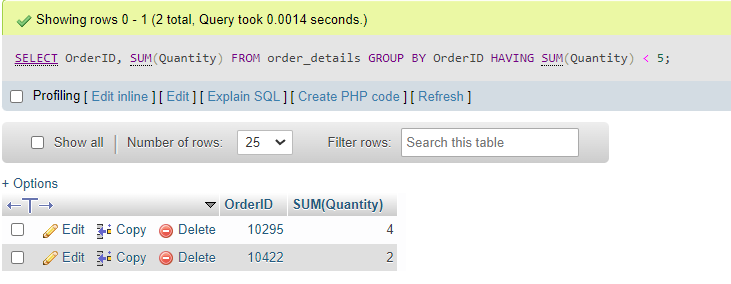 Showing rows 0 - 1 (2 total, Query took 0.0014 seconds.)
SELECT OrderID, SUM(Quantity) FROM order_details GROUP BY OrderID HAVING SUM(Quantity) < 5;
Profiling [ Edit inline ] [ Edit ] [ Explain SQL ] [ Create PHP code ] [ Refresh ]
Show all Number of rows: 25 Filter rows: Search this table
+ Options
←T→ OrderID SUM(Quantity)
Edit Copy Delete 10295 4
Edit Copy Delete 10422 2